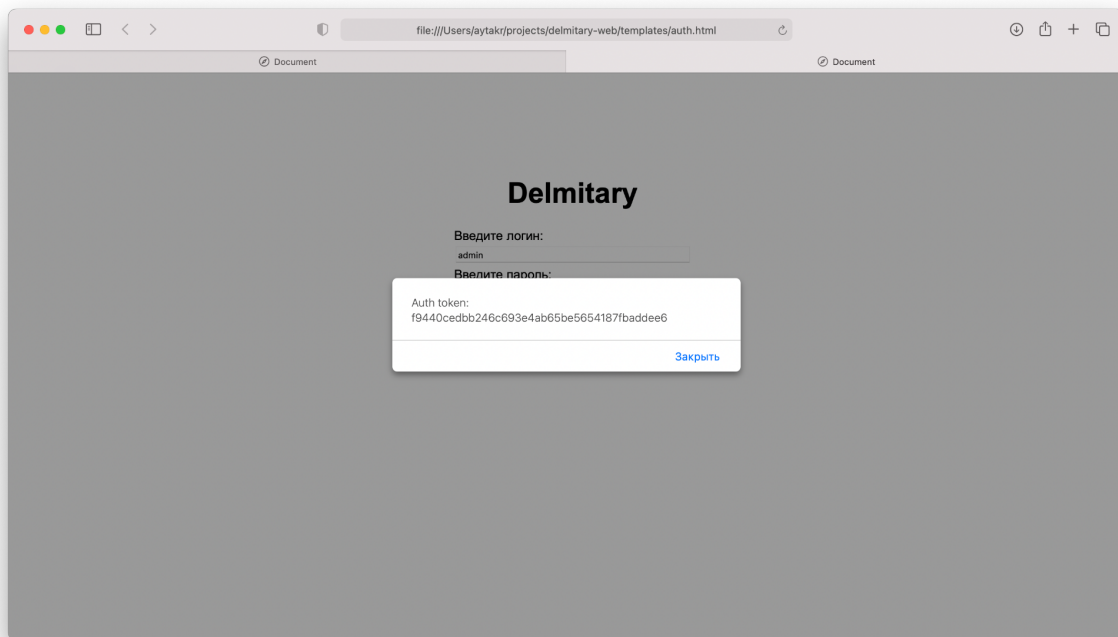 file:///Users/aytakr/projects/delmitary-web/templates/auth.html
Document
Document
Delmitary
Введите логин:
admin
Введите пароль:
Auth token:
f9440cedbb246c693e4ab65be5654187fbaddee6
Закрыть